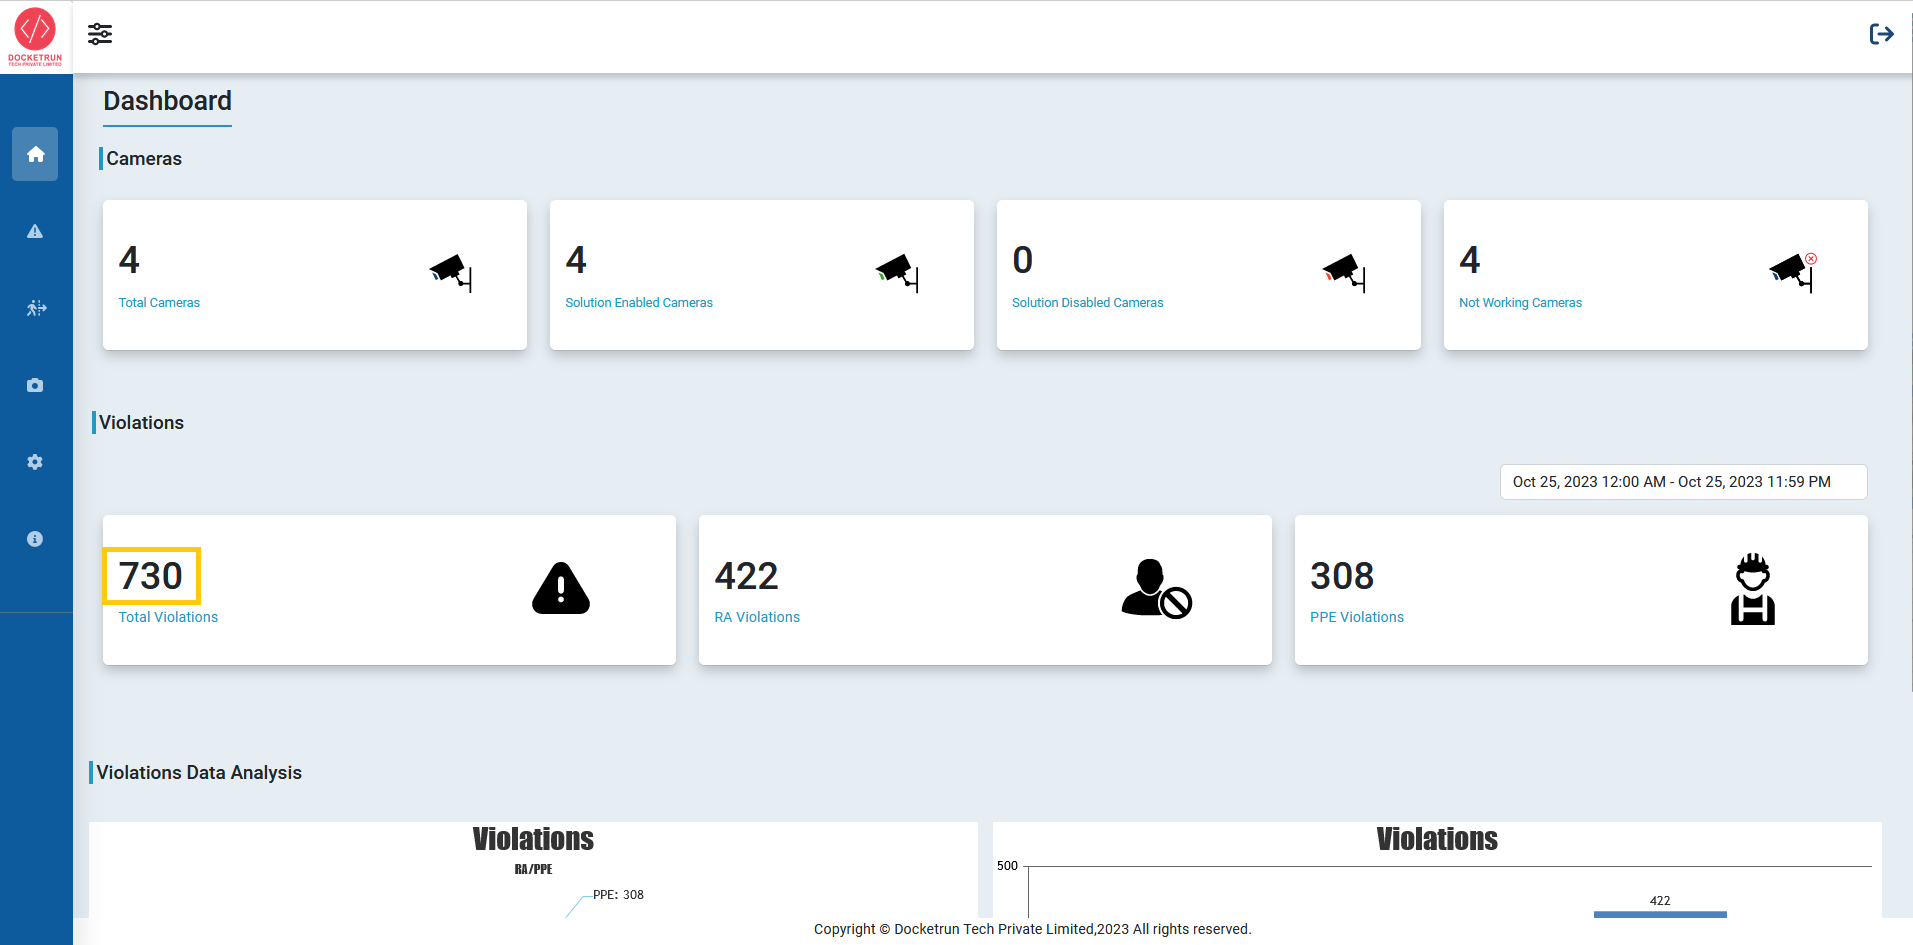 DOCKETRUN
TECH PRIVATE LIMITED
Dashboard
Cameras
4
Total Cameras
4
Solution Enabled Cameras
0
Solution Disabled Cameras
4
Not Working Cameras
Violations
Oct 25, 2023 12:00 AM - Oct 25, 2023 11:59 PM
730
Total Violations
422
RA Violations
308
PPE Violations
Violations Data Analysis
Violations
RA/PPE
PPE: 308
Violations
500
422
Copyright © Docketrun Tech Private Limited,2023 All rights reserved.